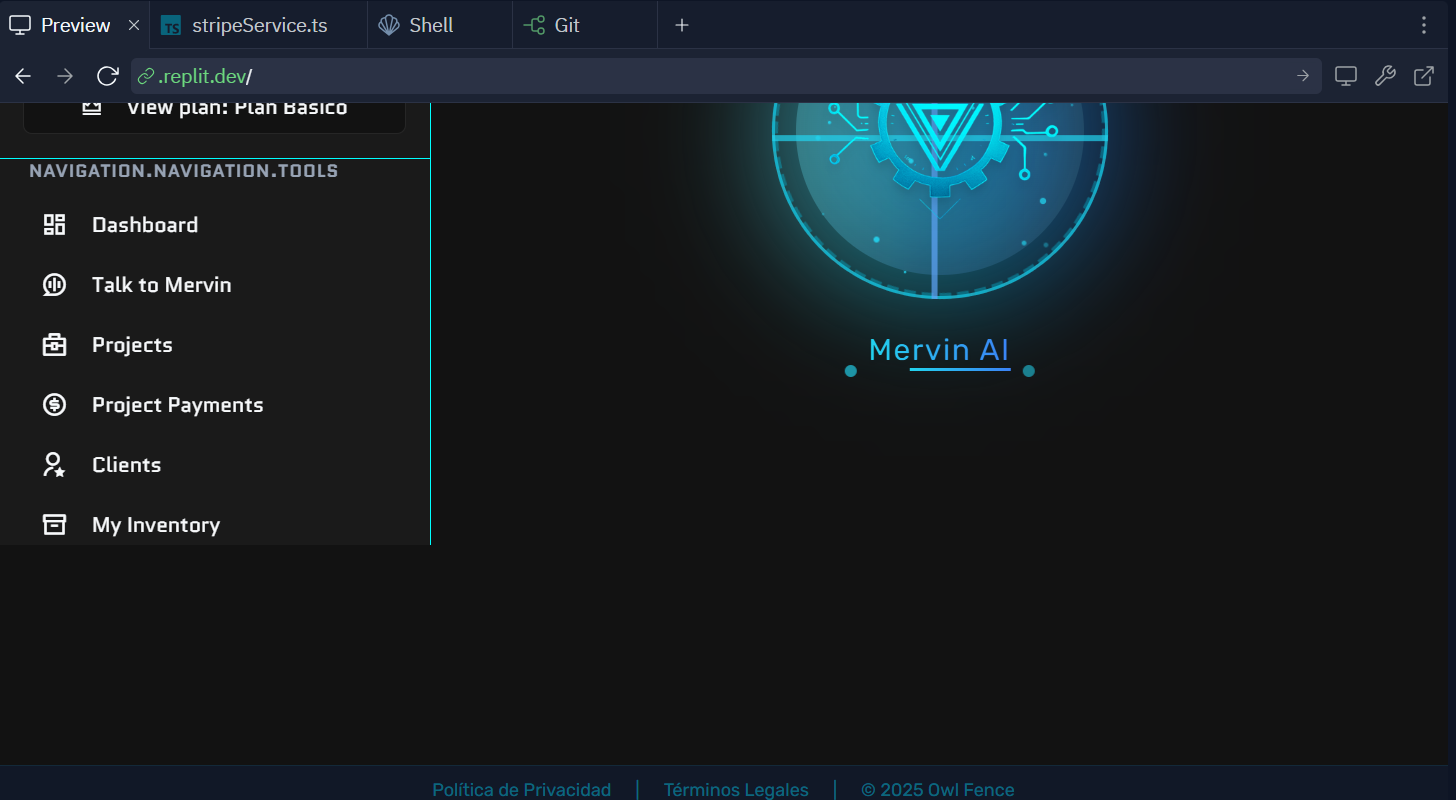 Preview
stripeService.ts
Shell
Git
.replit.dev/
View plan: Plan Basico
NAVIGATION.NAVIGATION.TOOLS
Dashboard
Talk to Mervin
Projects
Project Payments
Clients
My Inventory
Mervin AI
Política de Privacidad | Términos Legales | © 2025 Owl Fence